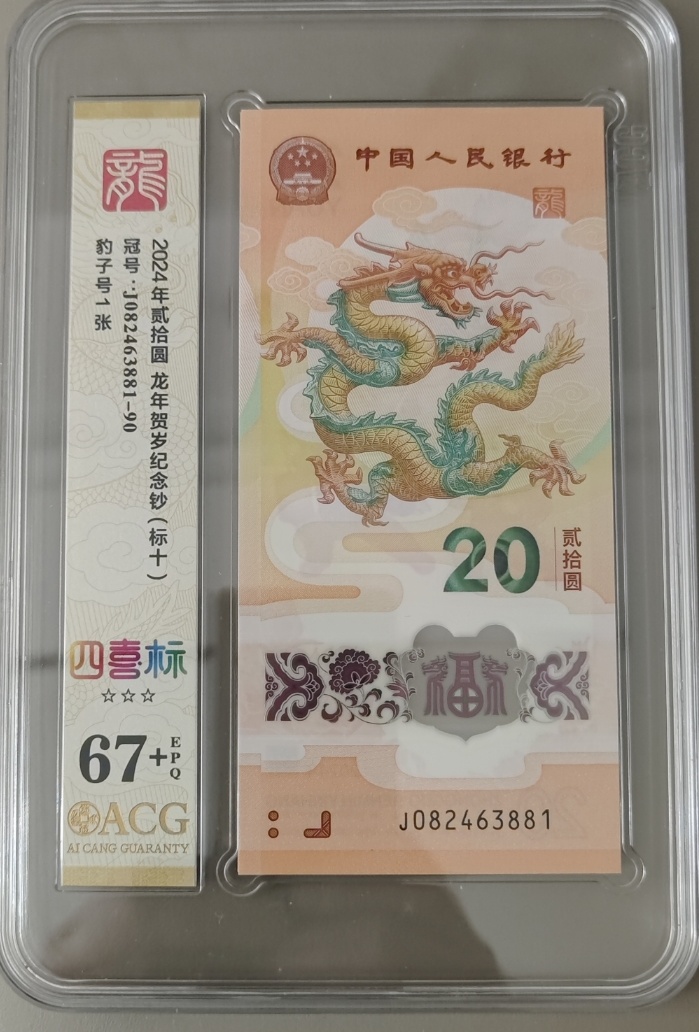 龍
2024年贰拾圆 龙年贺岁纪念钞(标十)
冠号:J082463881-90
豹子号1张
四喜标
☆☆☆
67+
EPQ
ACG
AI CANG GUARANTY
中国人民银行
龍
20
贰拾圆
福
J082463881